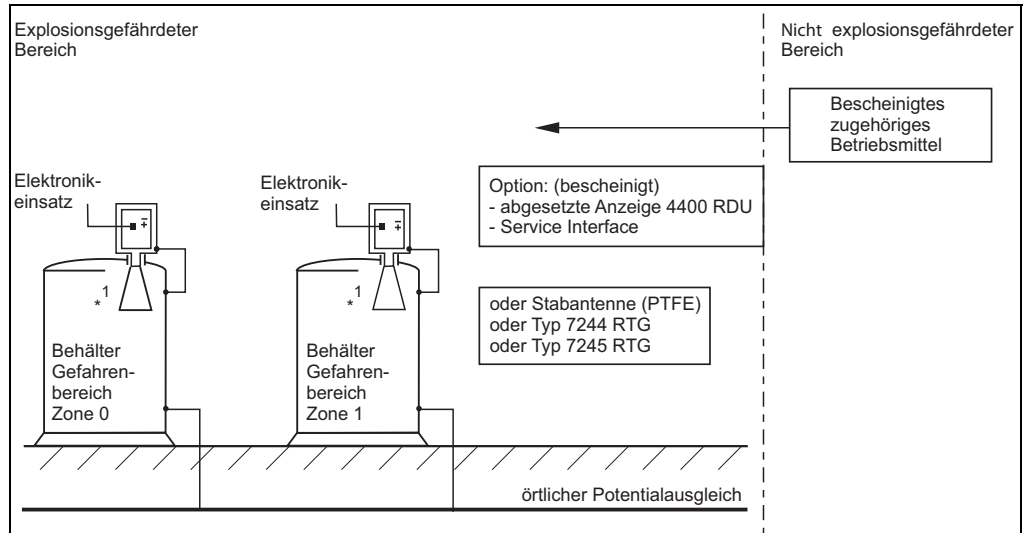 Explosionsgefährdeter
Bereich
Nicht explosionsgefährdeter
Bereich
Bescheinigtes
zugehöriges
Betriebsmittel
Elektronik-
einsatz
Elektronik-
einsatz
Option: (bescheinigt)
- abgesetzte Anzeige 4400 RDU
- Service Interface
*1
*1
oder Stabantenne (PTFE)
oder Typ 7244 RTG
oder Typ 7245 RTG
Behälter
Gefahren-
bereich
Zone 0
Behälter
Gefahren-
bereich
Zone 1
örtlicher Potentialausgleich